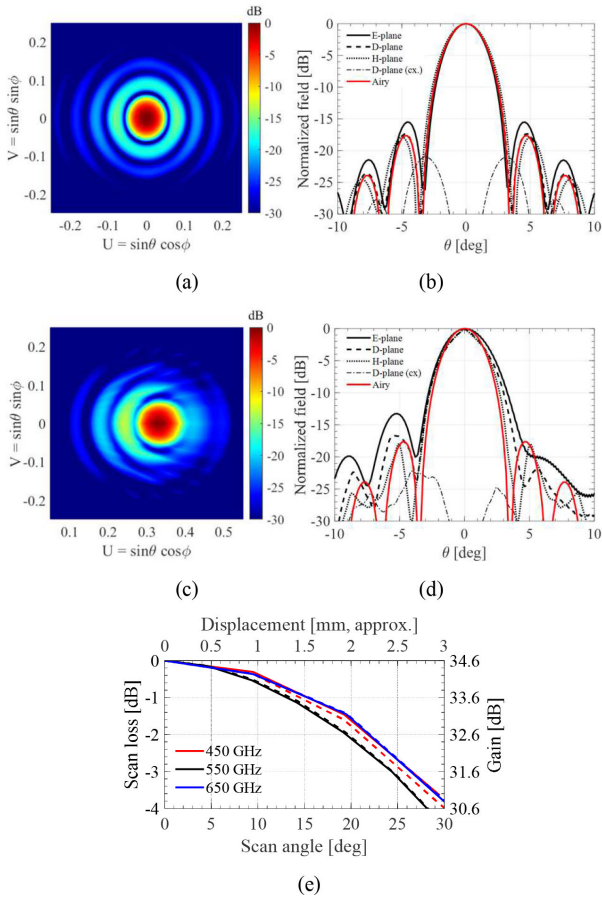 dB
0
-5
-10
-15
-20
-25
-30
0.2
0.1
0
-0.1
-0.2
V = sinθ sinϕ
-0.2 -0.1 0 0.1 0.2
U = sinθ cosϕ
(a)
0
-5
-10
-15
-20
-25
-30
Normalized field [dB]
E-plane
D-plane
H-plane
D-plane (cx.)
Airy
-10 -5 0 5 10
θ [deg]
(b)
dB
0
-5
-10
-15
-20
-25
-30
0.2
0.1
0
-0.1
-0.2
V = sinθ sinϕ
0.1 0.2 0.3 0.4 0.5
U = sinθ cosϕ
(c)
0
-5
-10
-15
-20
-25
-30
Normalized field [dB]
E-plane
D-plane
H-plane
D-plane (cx)
Airy
-10 -5 0 5 10
θ [deg]
(d)
Displacement [mm, approx.]
0 0.5 1 1.5 2 2.5 3
0
-1
-2
-3
-4
Scan loss [dB]
450 GHz
550 GHz
650 GHz
34.6
33.6
32.6
31.6
30.6
Gain [dB]
0 5 10 15 20 25 30
Scan angle [deg]
(e)